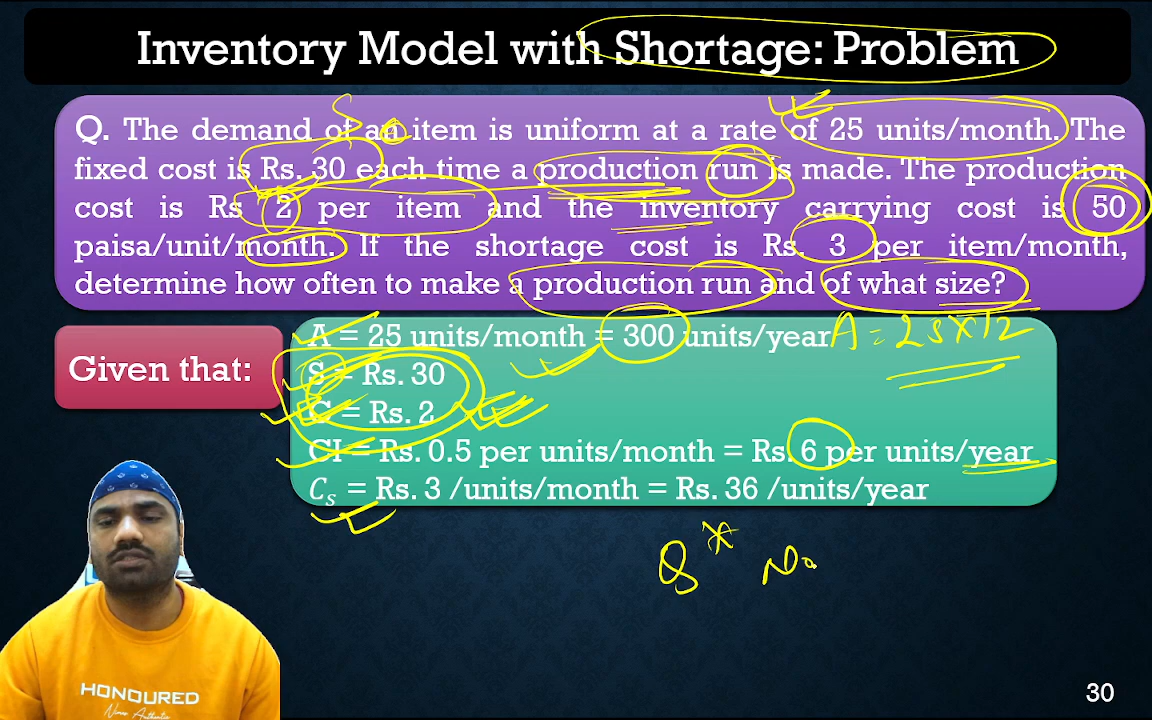 Inventory Model with Shortage: Problem
S
Q. The demand of an item is uniform at a rate of 25 units/month. The
fixed cost is Rs. 30 each time a production run is made. The production
cost is Rs 2 per item and the inventory carrying cost is 50
paisa/unit/month. If the shortage cost is Rs. 3 per item/month,
determine how often to make a production run and of what size?
Given that:
A = 25 units/month = 300 units/year A = 25×12
S = Rs. 30
C = Rs. 2
CI = Rs. 0.5 per units/month = Rs. 6 per units/year
Cₛ = Rs. 3 /units/month = Rs. 36 /units/year
Q* No
HONOURED
30